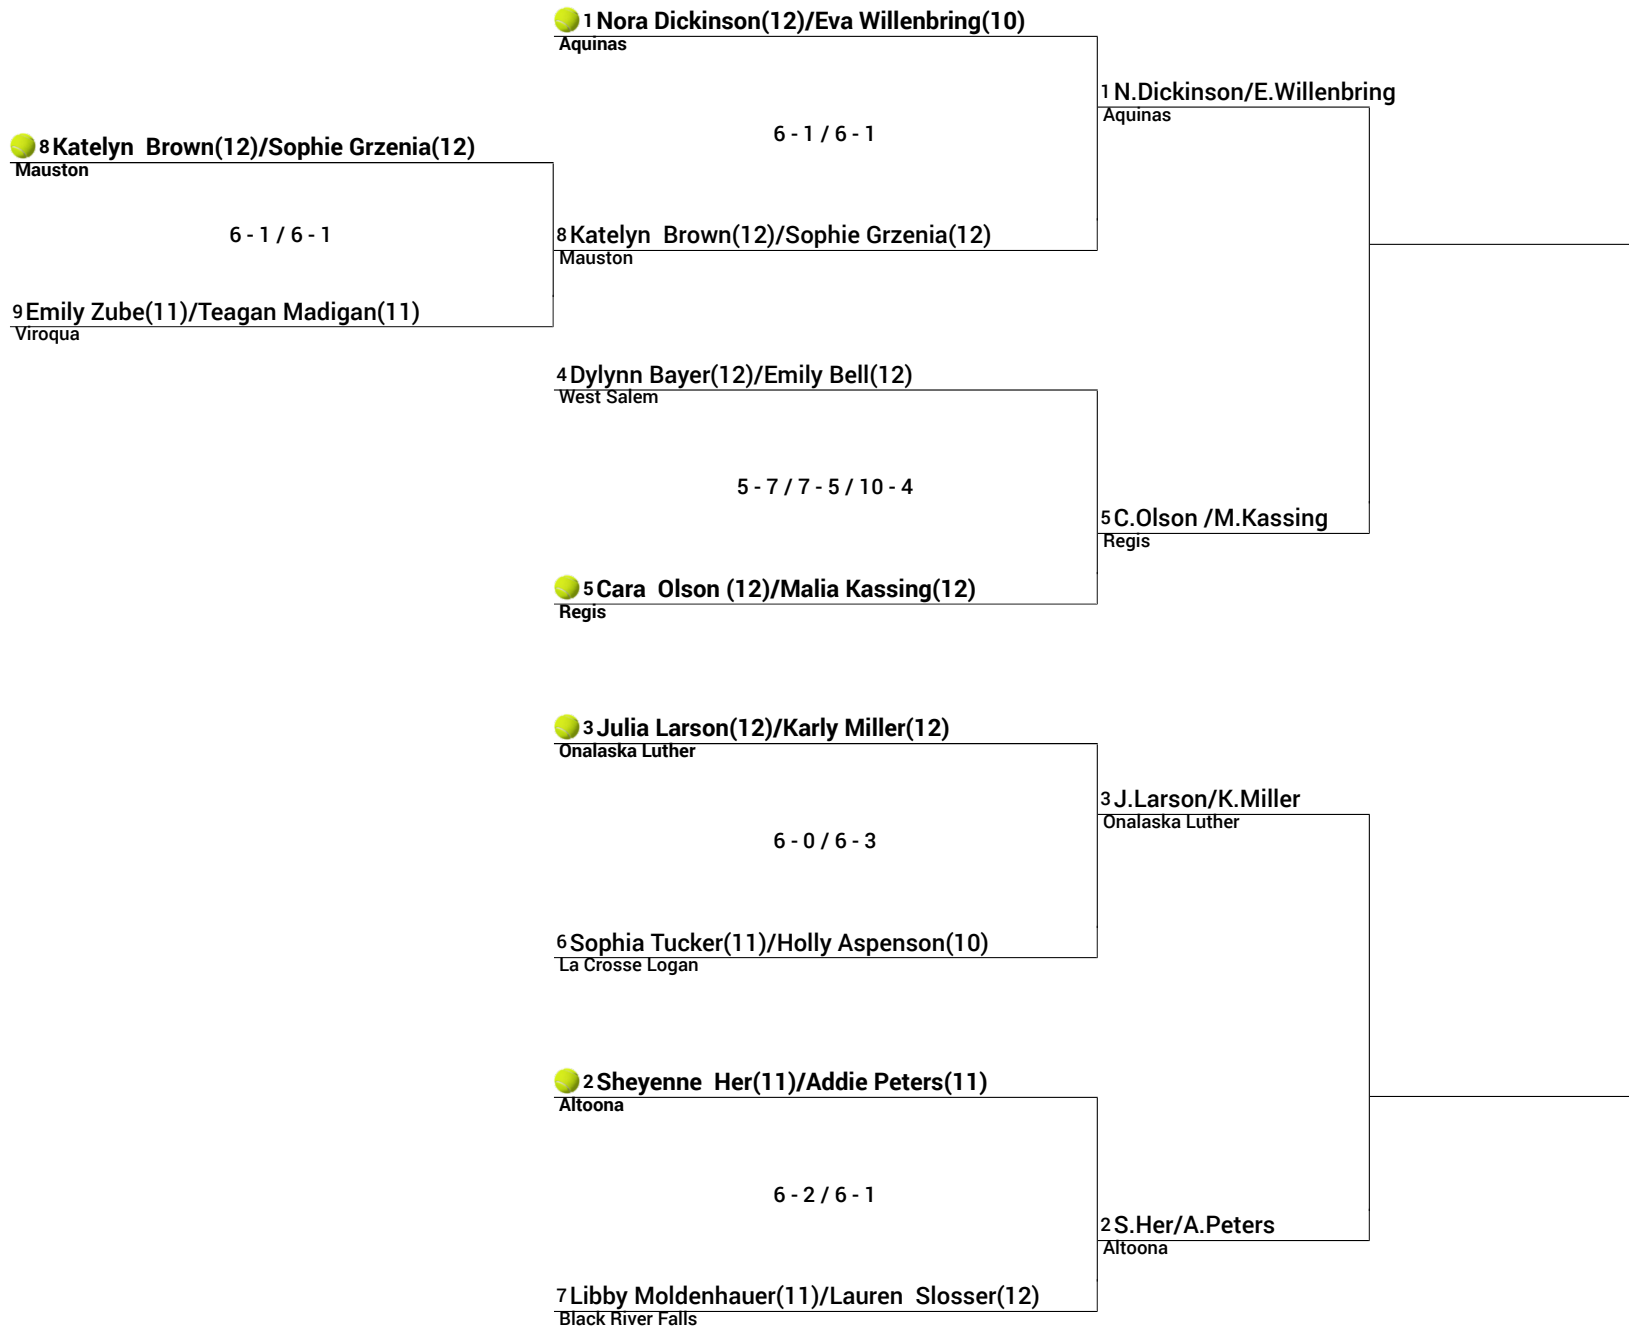 1 Nora Dickinson(12)/Eva Willenbring(10)
Aquinas
1 N.Dickinson/E.Willenbring
Aquinas
6 - 1 / 6 - 1
8 Katelyn  Brown(12)/Sophie Grzenia(12)
Mauston
6 - 1 / 6 - 1
8 Katelyn  Brown(12)/Sophie Grzenia(12)
Mauston
9 Emily Zube(11)/Teagan Madigan(11)
Viroqua
4 Dylynn Bayer(12)/Emily Bell(12)
West Salem
5 - 7 / 7 - 5 / 10 - 4
5 C.Olson /M.Kassing
Regis
5 Cara  Olson (12)/Malia Kassing(12)
Regis
3 Julia Larson(12)/Karly Miller(12)
Onalaska Luther
3 J.Larson/K.Miller
Onalaska Luther
6 - 0 / 6 - 3
6 Sophia Tucker(11)/Holly Aspenson(10)
La Crosse Logan
2 Sheyenne  Her(11)/Addie Peters(11)
Altoona
6 - 2 / 6 - 1
2 S.Her/A.Peters
Altoona
7 Libby Moldenhauer(11)/Lauren  Slosser(12)
Black River Falls